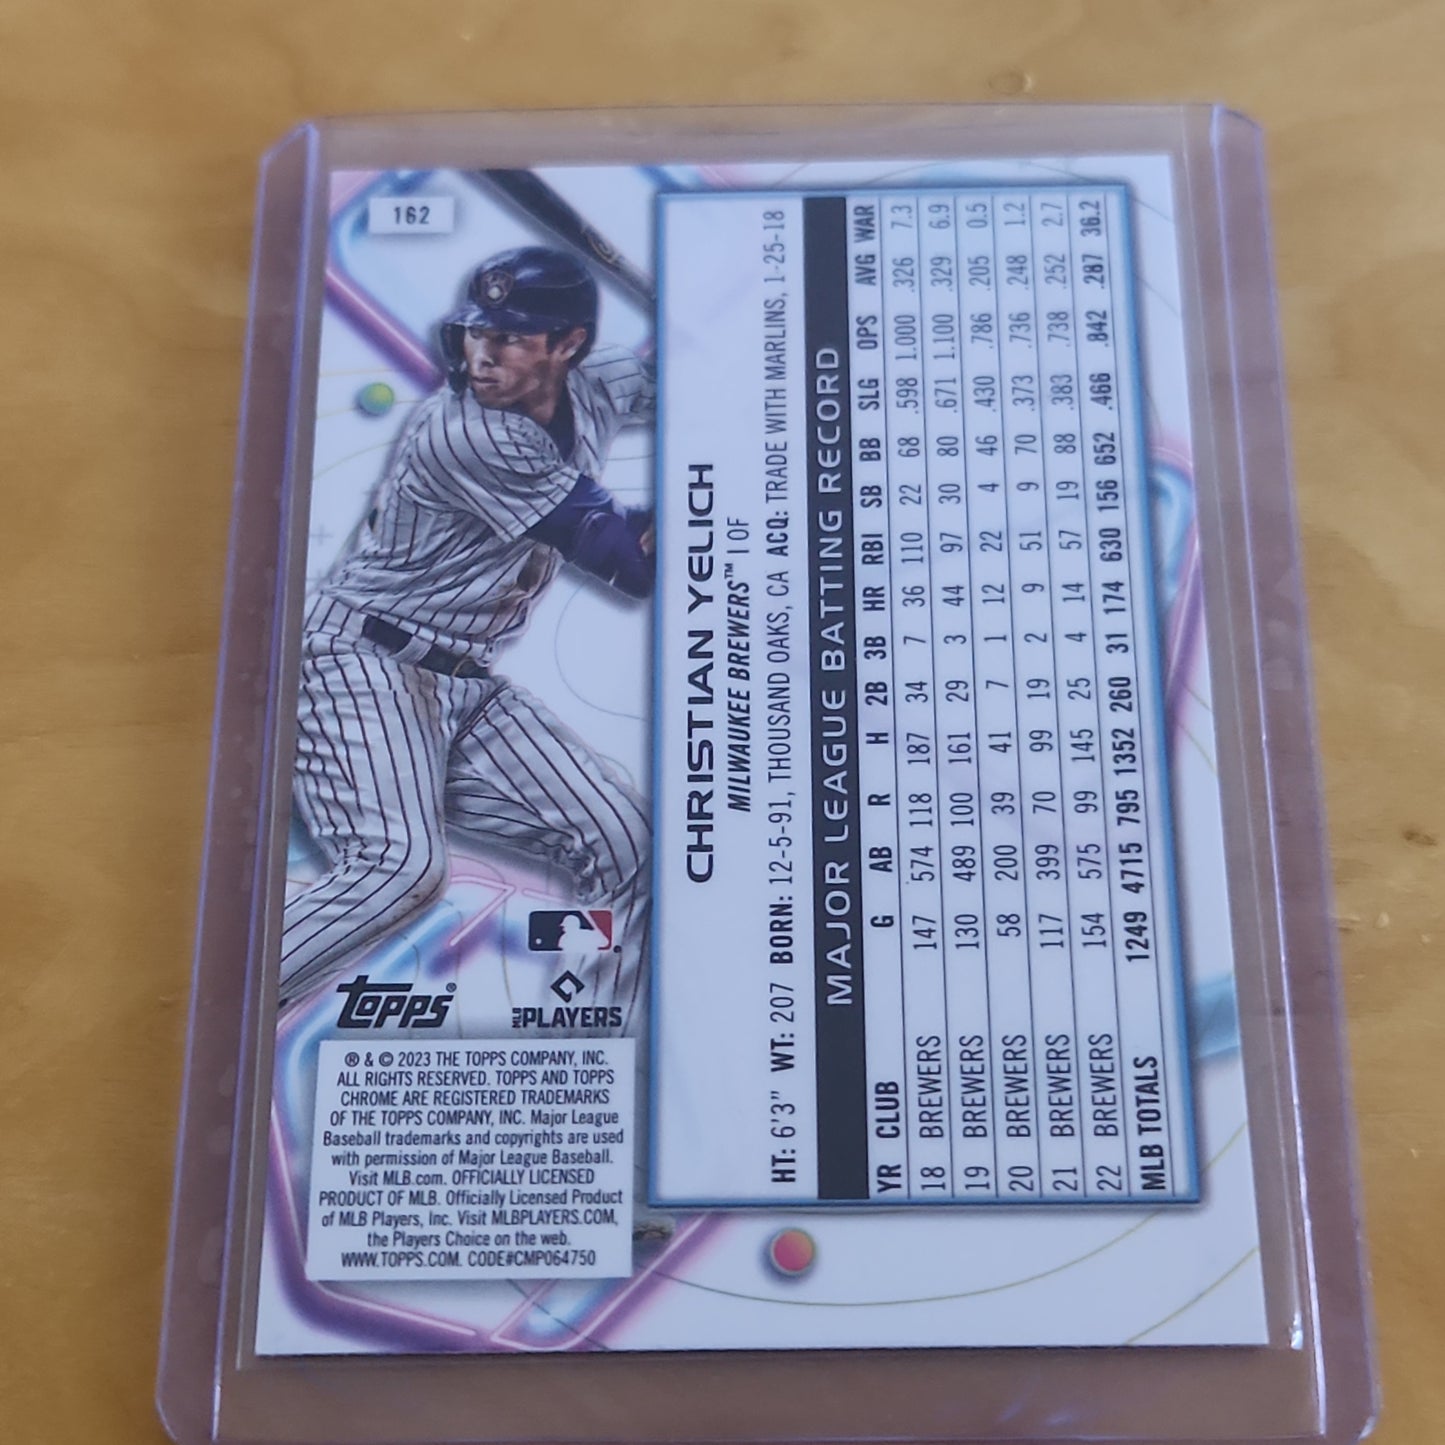 162
CHRISTIAN YELICH
MILWAUKEE BREWERS™ | OF
HT: 6'3" WT: 207 BORN: 12-5-91, THOUSAND OAKS, CA ACQ: TRADE WITH MARLINS, 1-25-18
MAJOR LEAGUE BATTING RECORD
YR CLUB G AB R H 2B 3B HR RBI SB BB SLG OPS AVG WAR
18 BREWERS 147 574 118 187 34 7 36 110 22 68 .598 1.000 .326 7.3
19 BREWERS 130 489 100 161 29 3 44 97 30 80 .671 1.100 .329 6.9
20 BREWERS 58 200 39 41 7 1 12 22 4 46 .430 .786 .205 0.5
21 BREWERS 117 399 70 99 19 2 9 51 9 70 .373 .736 .248 1.2
22 BREWERS 154 575 99 145 25 4 14 57 19 88 .383 .738 .252 2.7
MLB TOTALS 1249 4715 795 1352 260 31 174 630 156 652 .466 .842 .287 36.2
TOPPS®
MLB PLAYERS
® & © 2023 THE TOPPS COMPANY, INC.
ALL RIGHTS RESERVED. TOPPS AND TOPPS
CHROME ARE REGISTERED TRADEMARKS
OF THE TOPPS COMPANY, INC. Major League
Baseball trademarks and copyrights are used
with permission of Major League Baseball.
Visit MLB.com. OFFICIALLY LICENSED
PRODUCT OF MLB. Officially Licensed Product
of MLB Players, Inc. Visit MLBPLAYERS.COM,
the Players Choice on the web.
WWW.TOPPS.COM. CODE#CMP064750